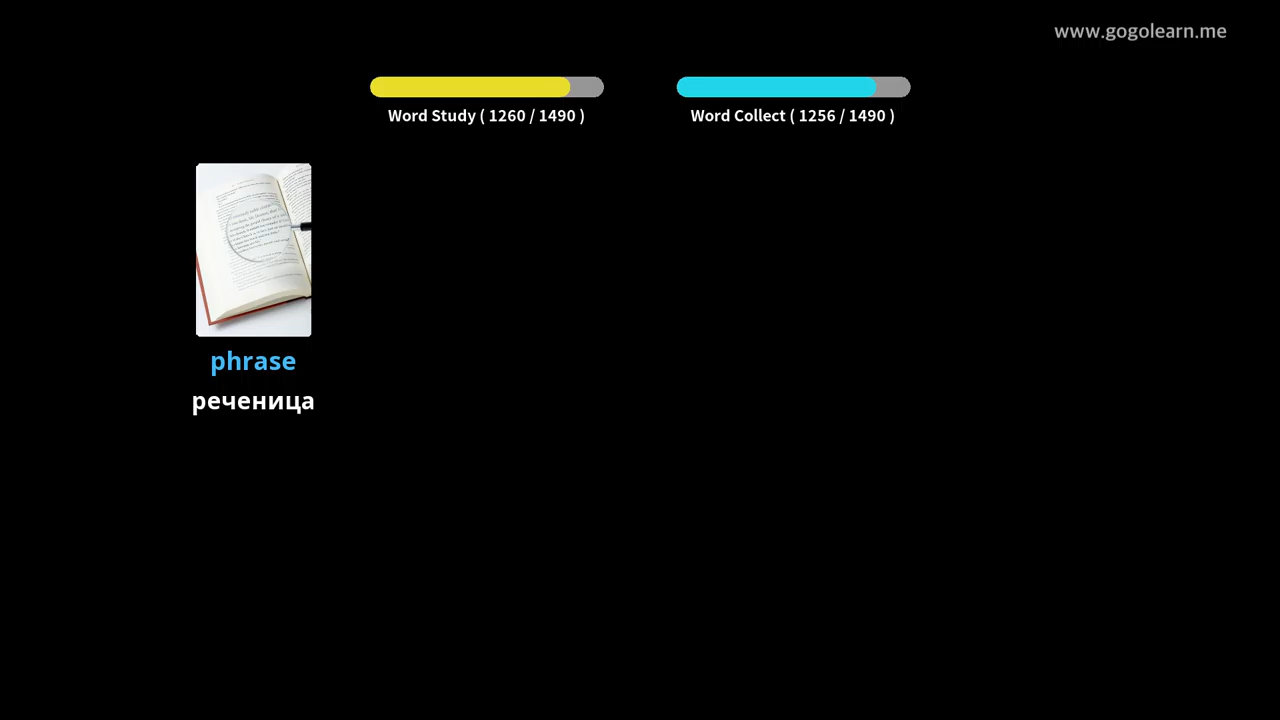 www.gogolearn.me
Word Study ( 1260 / 1490 )
Word Collect ( 1256 / 1490 )
phrase
реченица